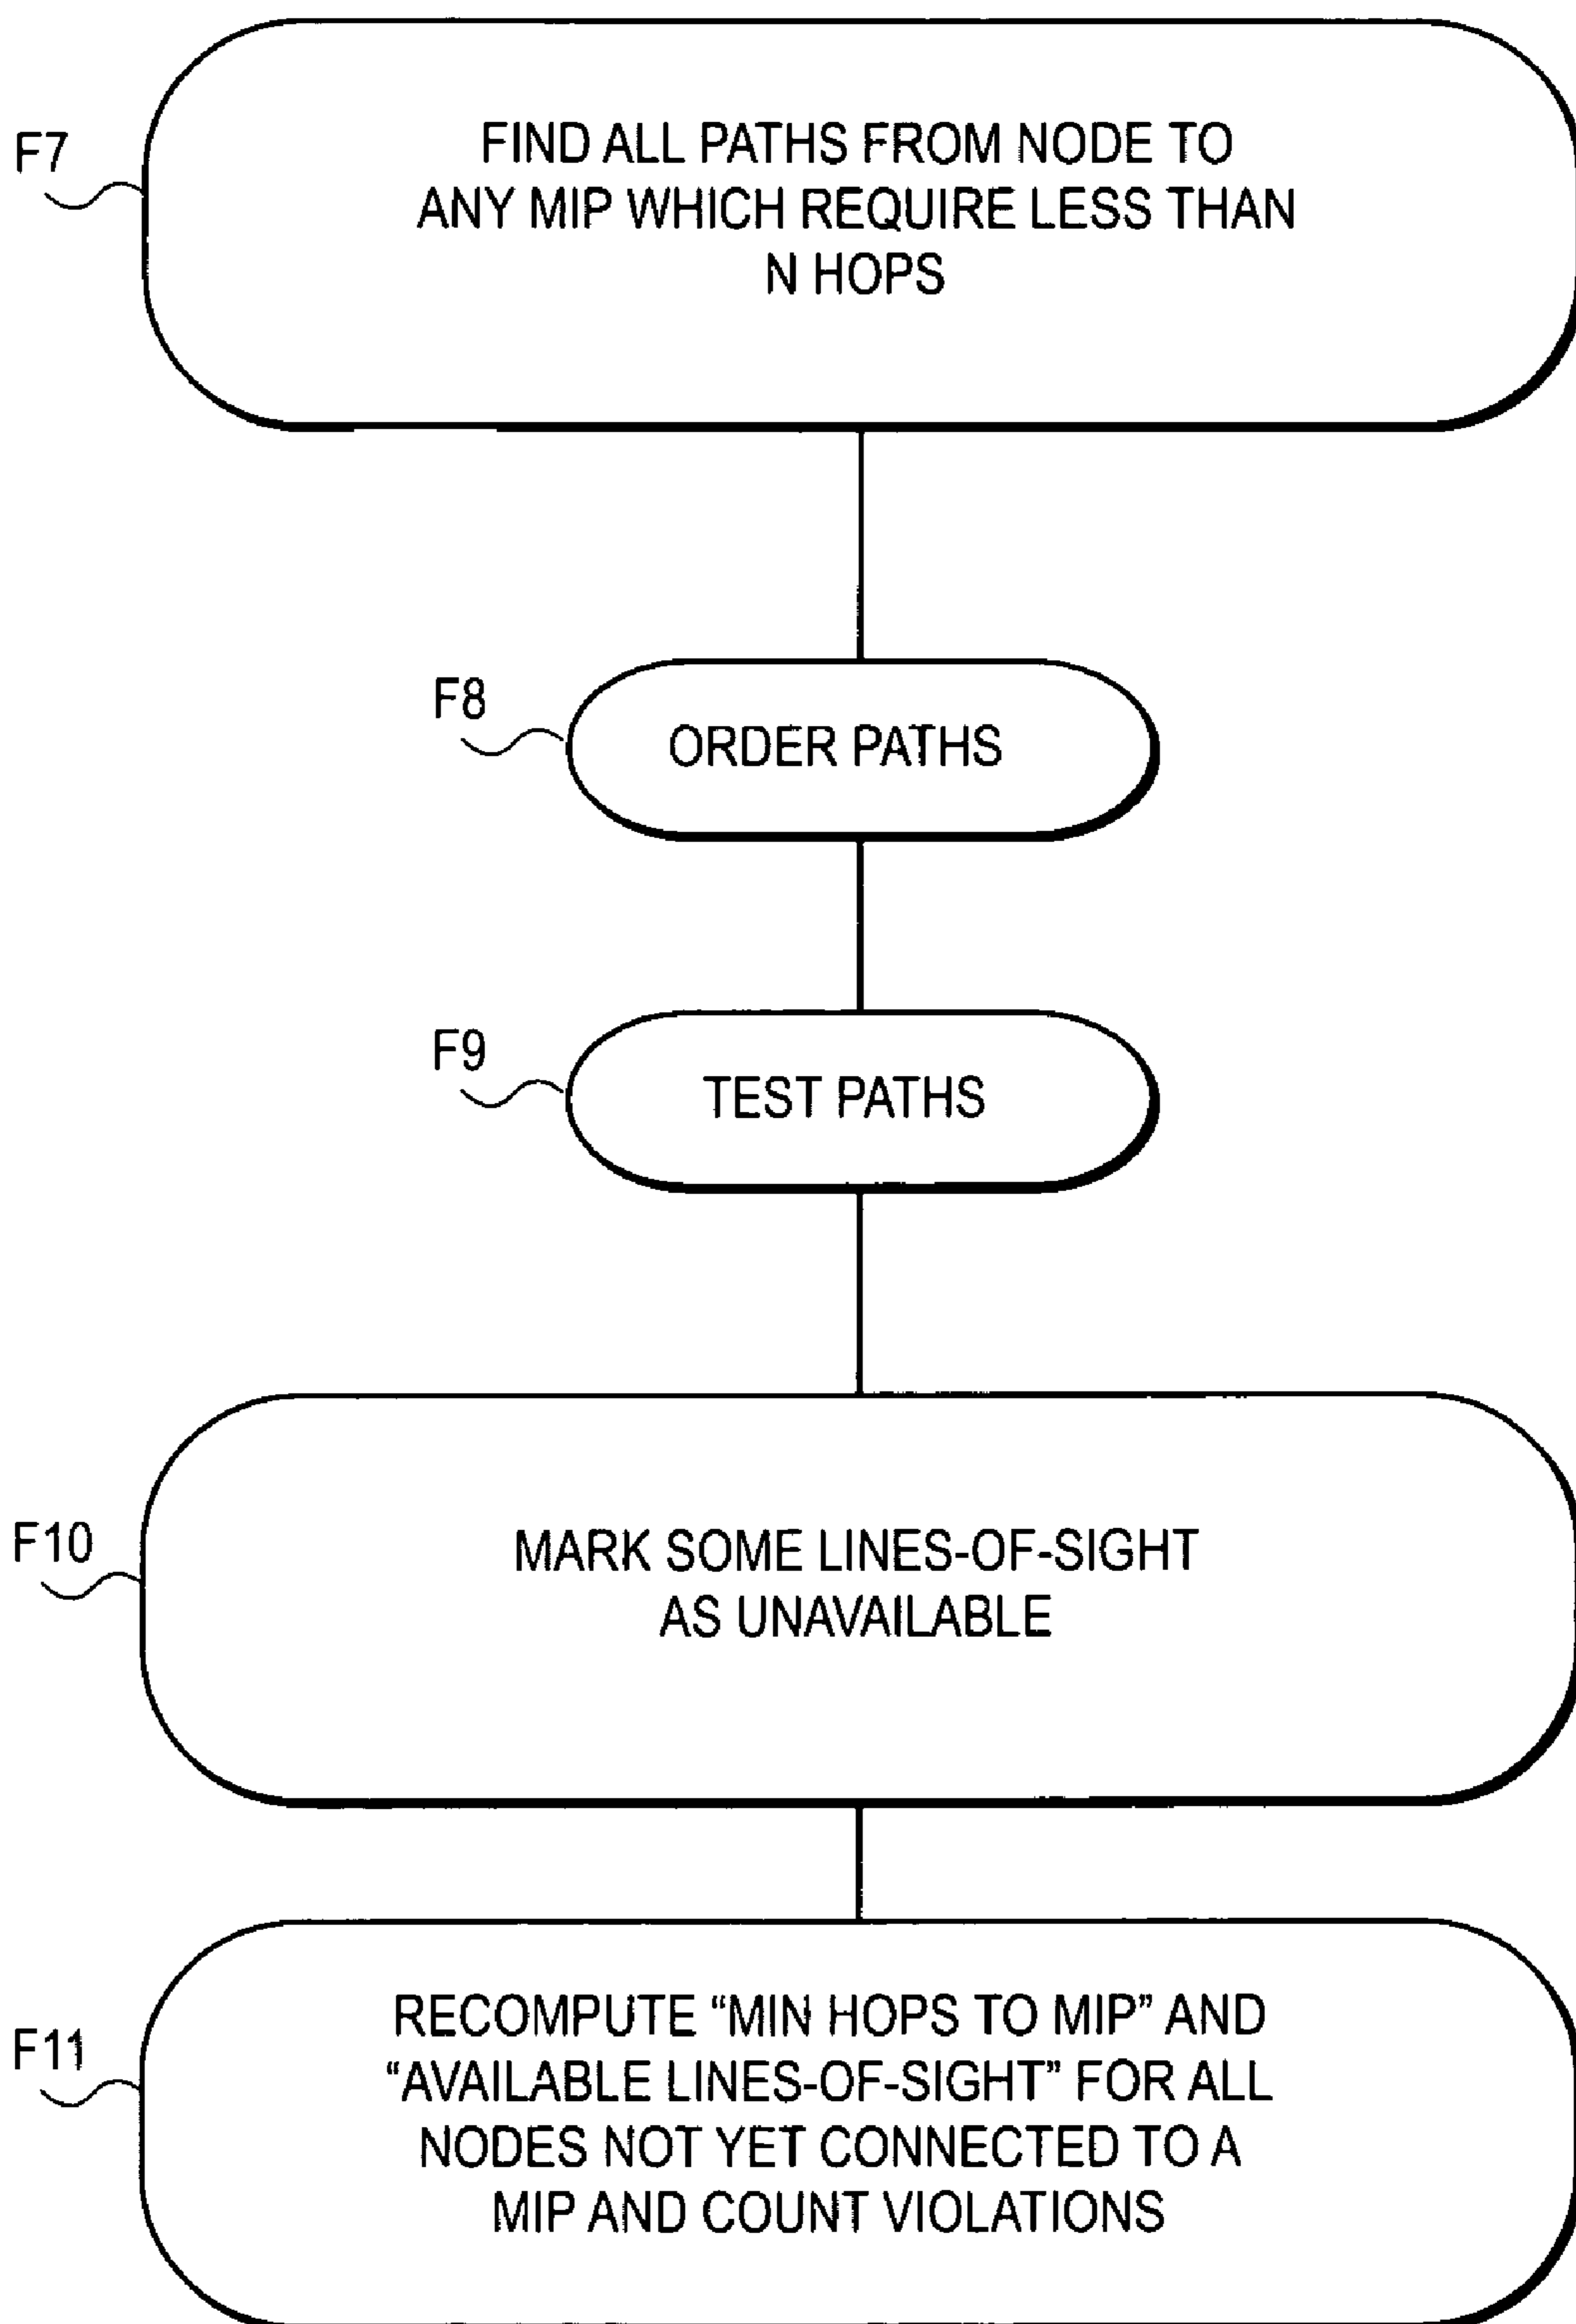 F7
FIND ALL PATHS FROM NODE TO
ANY MIP WHICH REQUIRE LESS THAN
N HOPS
F8
ORDER PATHS
F9
TEST PATHS
F10
MARK SOME LINES-OF-SIGHT
AS UNAVAILABLE
F11
RECOMPUTE “MIN HOPS TO MIP” AND
“AVAILABLE LINES-OF-SIGHT” FOR ALL
NODES NOT YET CONNECTED TO A
MIP AND COUNT VIOLATIONS